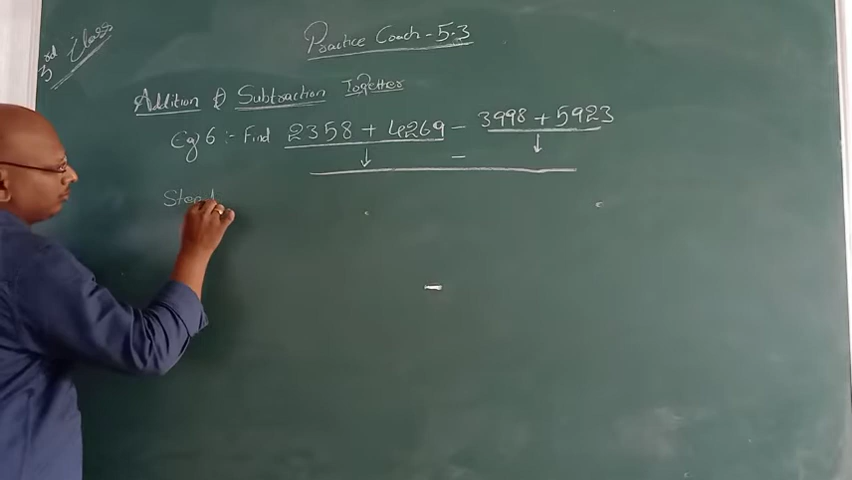 3rd class
Practice Coach - 5.3
Addition & Subtraction Together
Eg 6 :- Find 2358 + 4269 - 3998 + 5923
-
Step
-